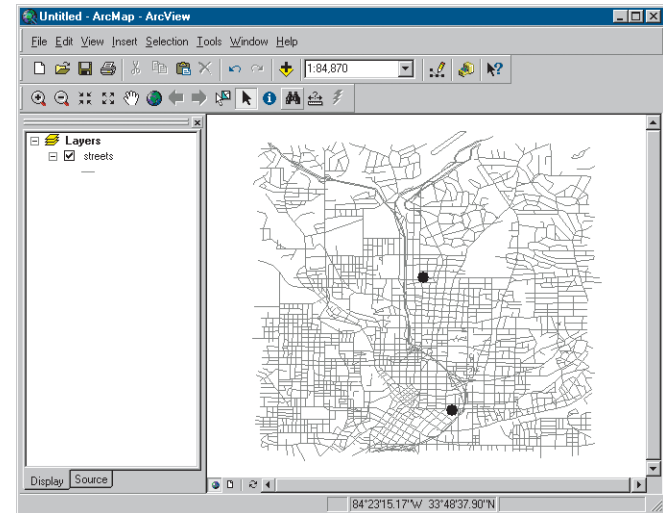 Untitled - ArcMap - ArcView
File Edit View Insert Selection Tools Window Help
1:84,870
Layers
streets
Display Source
84°23'15.17"W 33°48'37.90"N